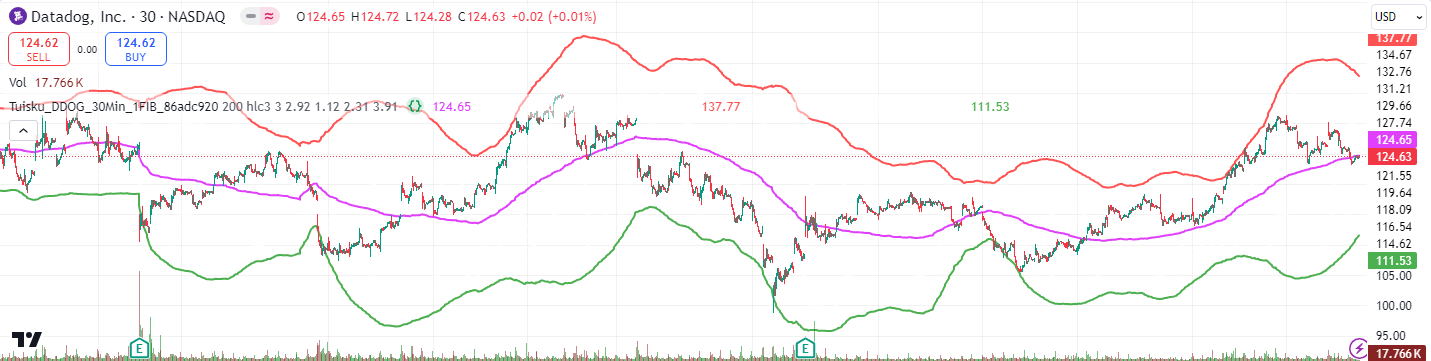 Datadog, Inc. · 30 · NASDAQ O124.65 H124.72 L124.28 C124.63 +0.02 (+0.01%)
USD
124.62
SELL
0.00
124.62
BUY
Vol 17.766 K
Tuisku_DDOG_30Min_1FIB_86adc920 200 hlc3 3 2.92 1.12 2.31 3.91 {} 124.65 137.77 111.53
137.77
134.67
132.76
131.21
129.66
127.74
124.65
124.63
121.55
119.64
118.09
116.54
114.62
111.53
105.00
100.00
95.00
17.766 K
E
E